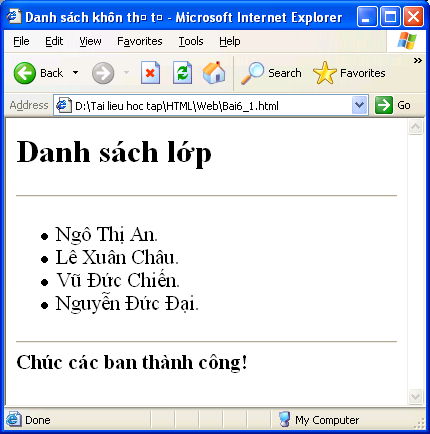 Danh sách khôn th¤ t¤ - Microsoft Internet Explorer
File Edit View Favorites Tools Help
Back Search Favorites
Address D:\Tai lieu hoc tap\HTML\Web\Bai6_1.html Go
Danh sách lớp
Ngô Thị An.
Lê Xuân Châu.
Vũ Đức Chiến.
Nguyễn Đức Đại.
Chúc các ban thành công!
Done My Computer